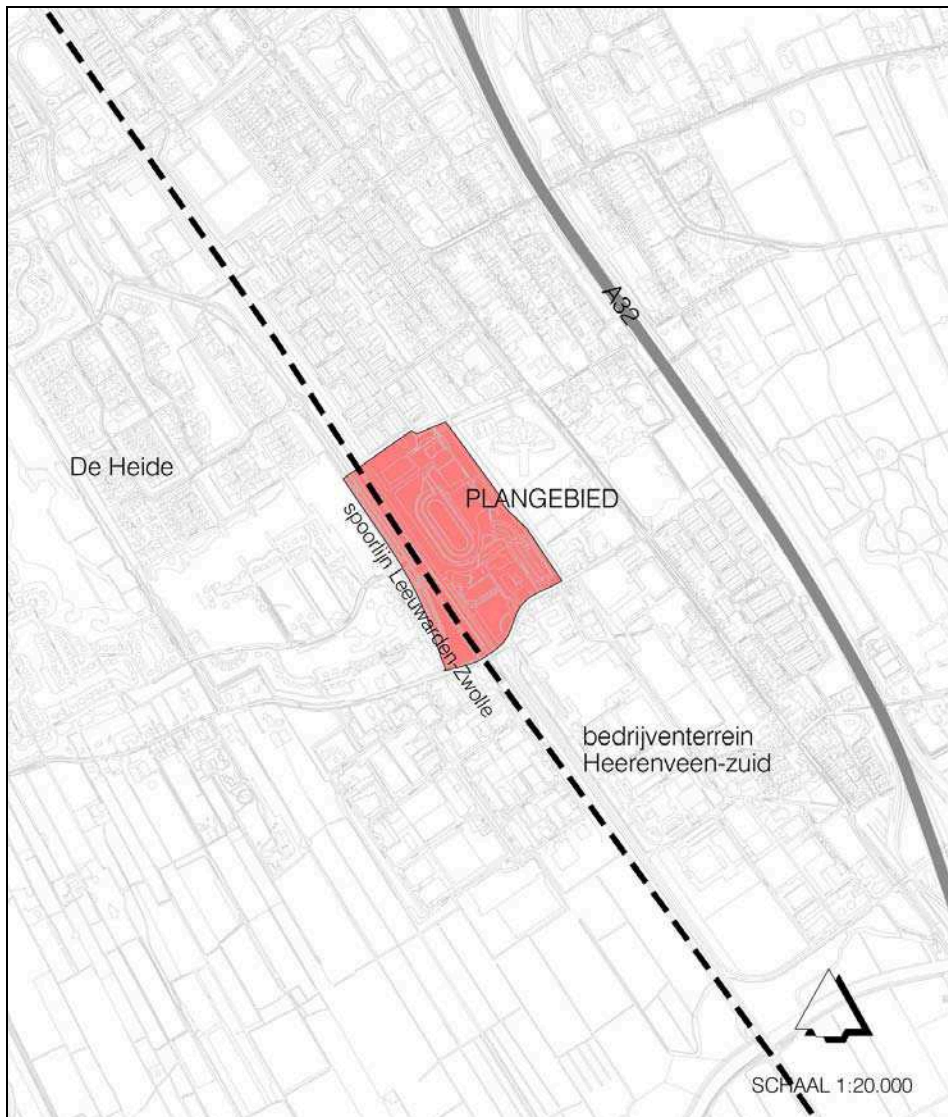 A32
De Heide
PLANGEBIED
spoorlijn Leeuwarden-Zwolle
bedrijventerrein
Heerenveen-zuid
SCHAAL 1:20.000